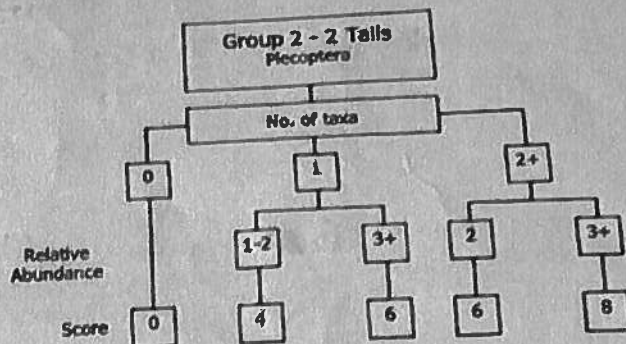 Group 2 - 2 Tails
Plecoptera
No. of taxa
0
1
2+
Relative
Abundance
1-2
3+
2
3+
Score
0
4
6
6
8